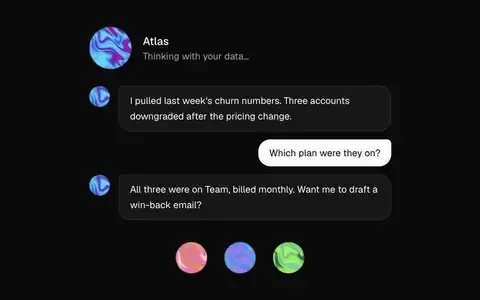 Atlas
Thinking with your data...
I pulled last week's churn numbers. Three accounts
downgraded after the pricing change.
Which plan were they on?
All three were on Team, billed monthly. Want me to draft a
win-back email?